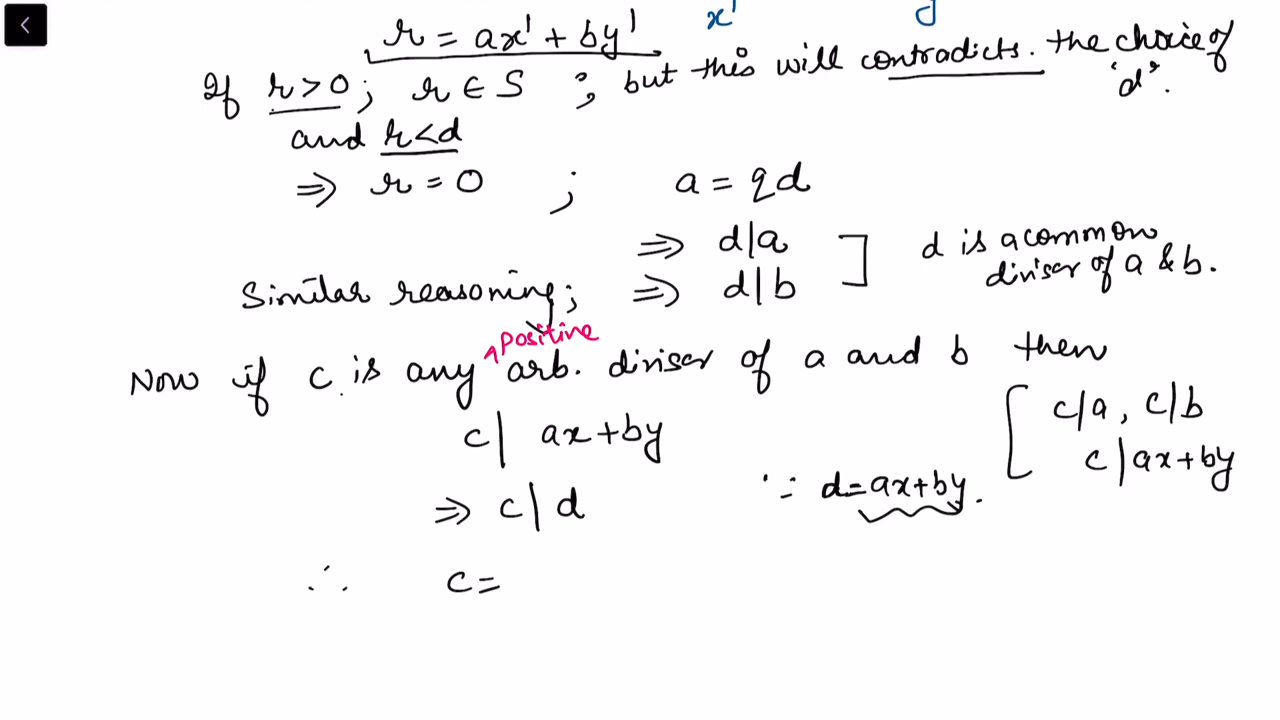 x' d
r = ax' + by'
If r > 0 ; r ∈ S ; but this will contradicts. the choice of 'd'.
and r < d
⇒ r = 0 ; a = qd
⇒ d|a
d is a common divisor of a & b.
Similar reasoning; ⇒ d|b
positive
Now if c is any ^ arb. divisor of a and b then
c | ax+by
c|a, c|b
c | ax+by
⇒ c | d ∵ d=ax+by.
∴ c=